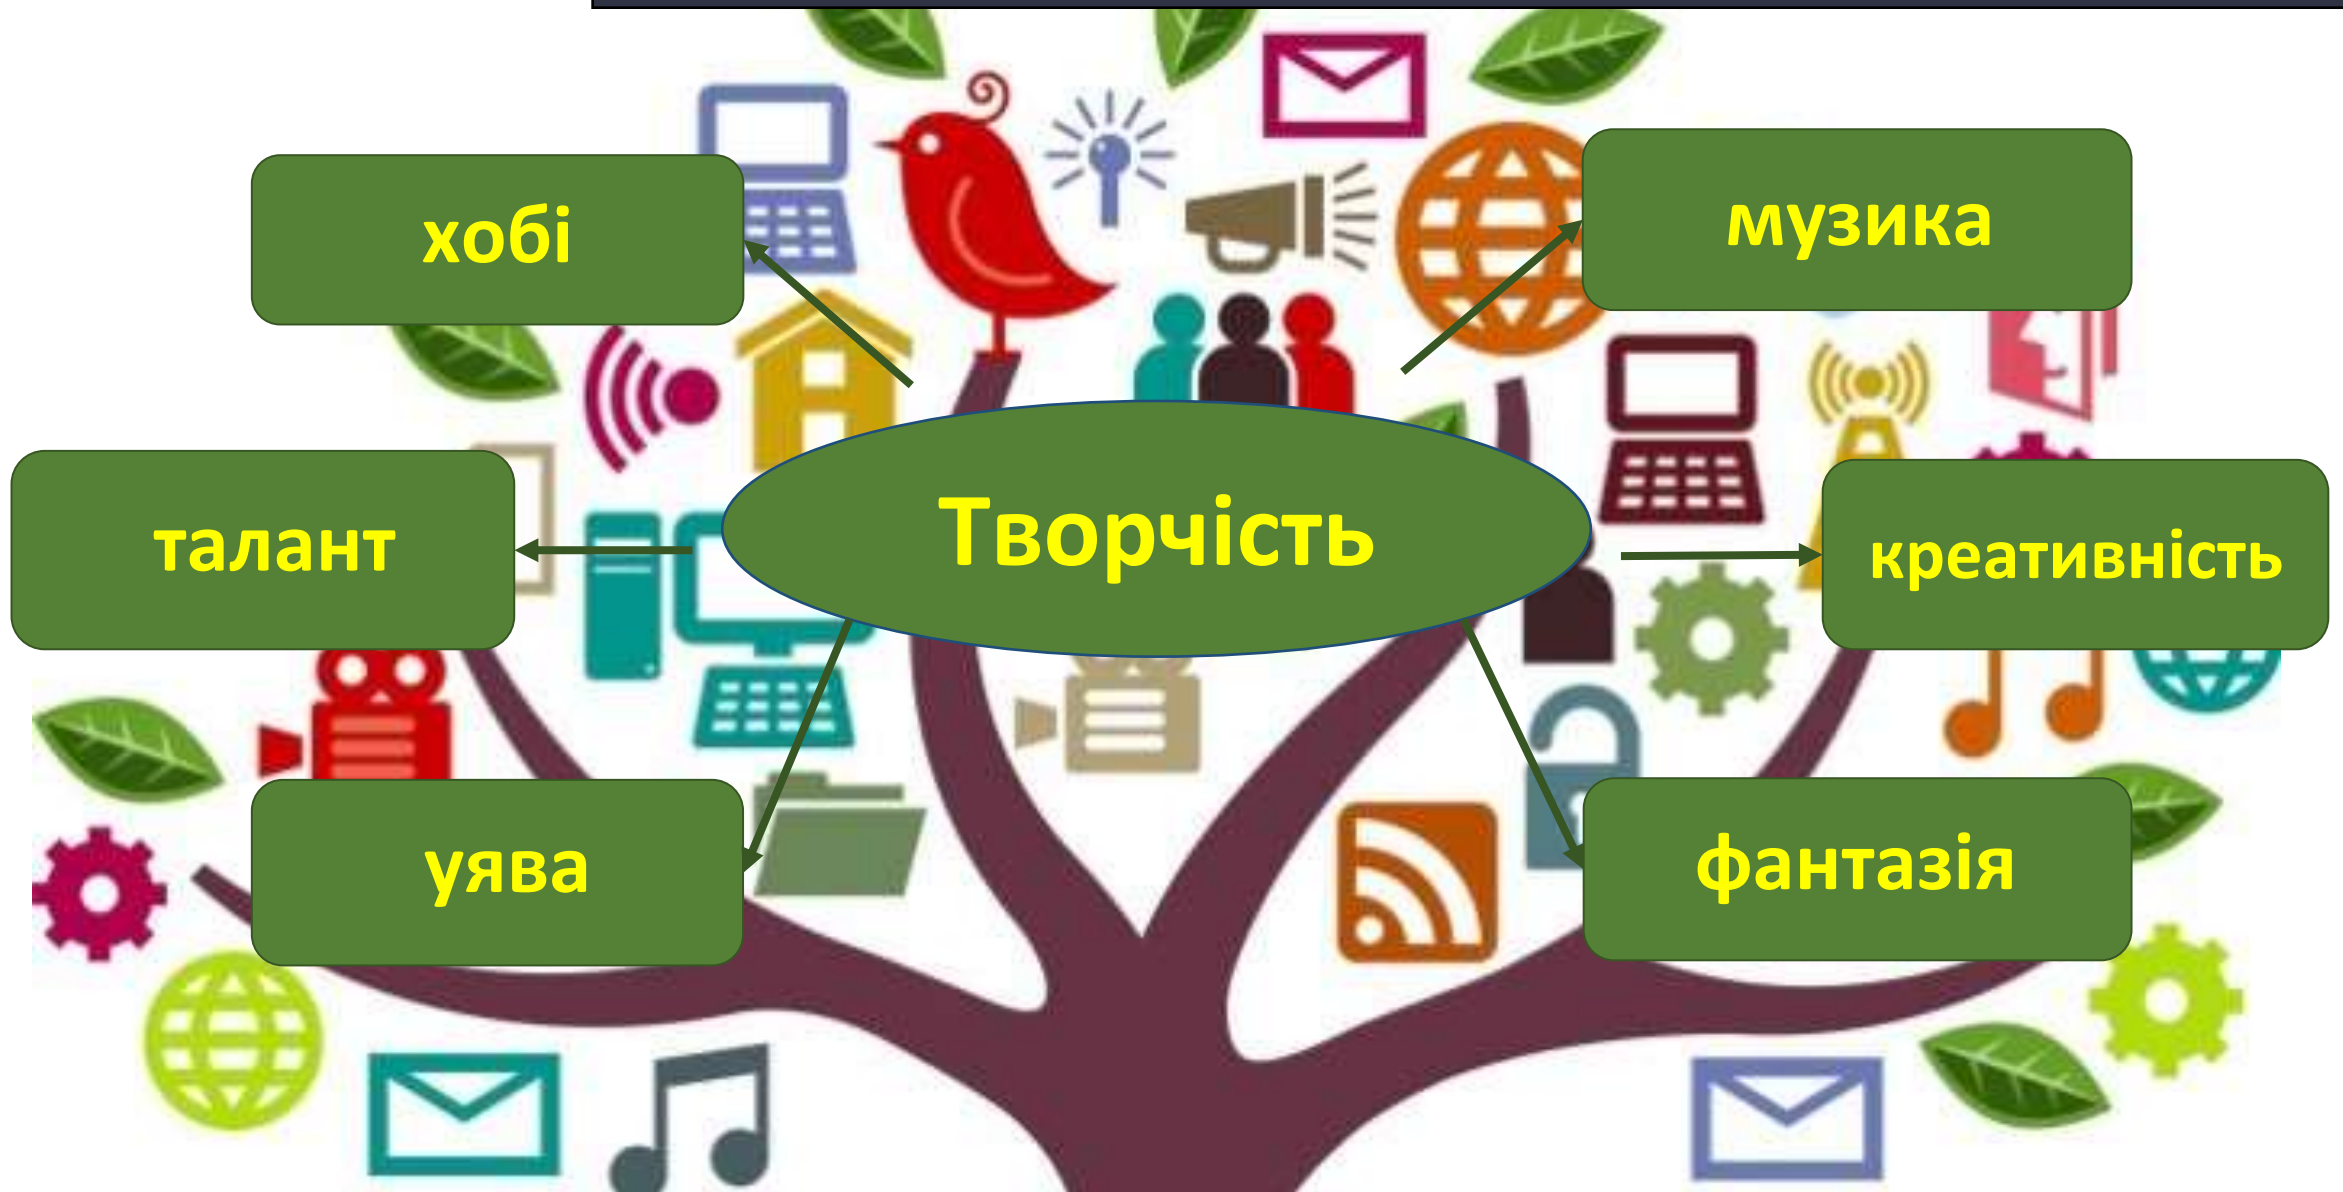 хобі
музика
талант
Творчість
креативність
уява
фантазія